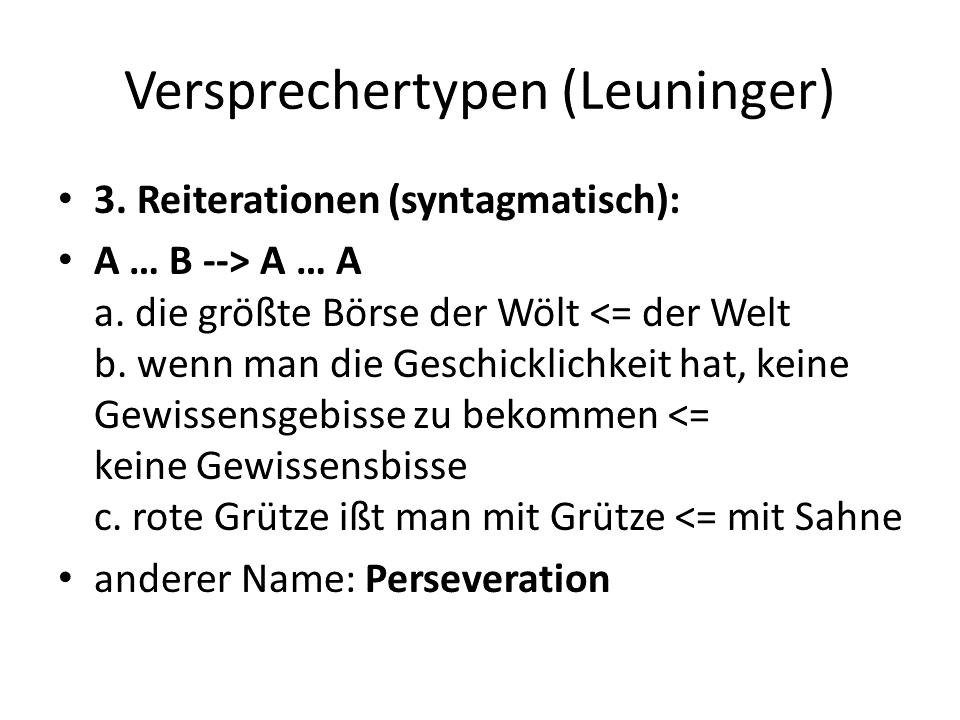 Versprechertypen (Leuninger)
• 3. Reiterationen (syntagmatisch):
• A … B --> A … A
a. die größte Börse der Wölt <= der Welt
b. wenn man die Geschicklichkeit hat, keine
Gewissensgebisse zu bekommen <=
keine Gewissensbisse
c. rote Grütze ißt man mit Grütze <= mit Sahne
• anderer Name: Perseveration